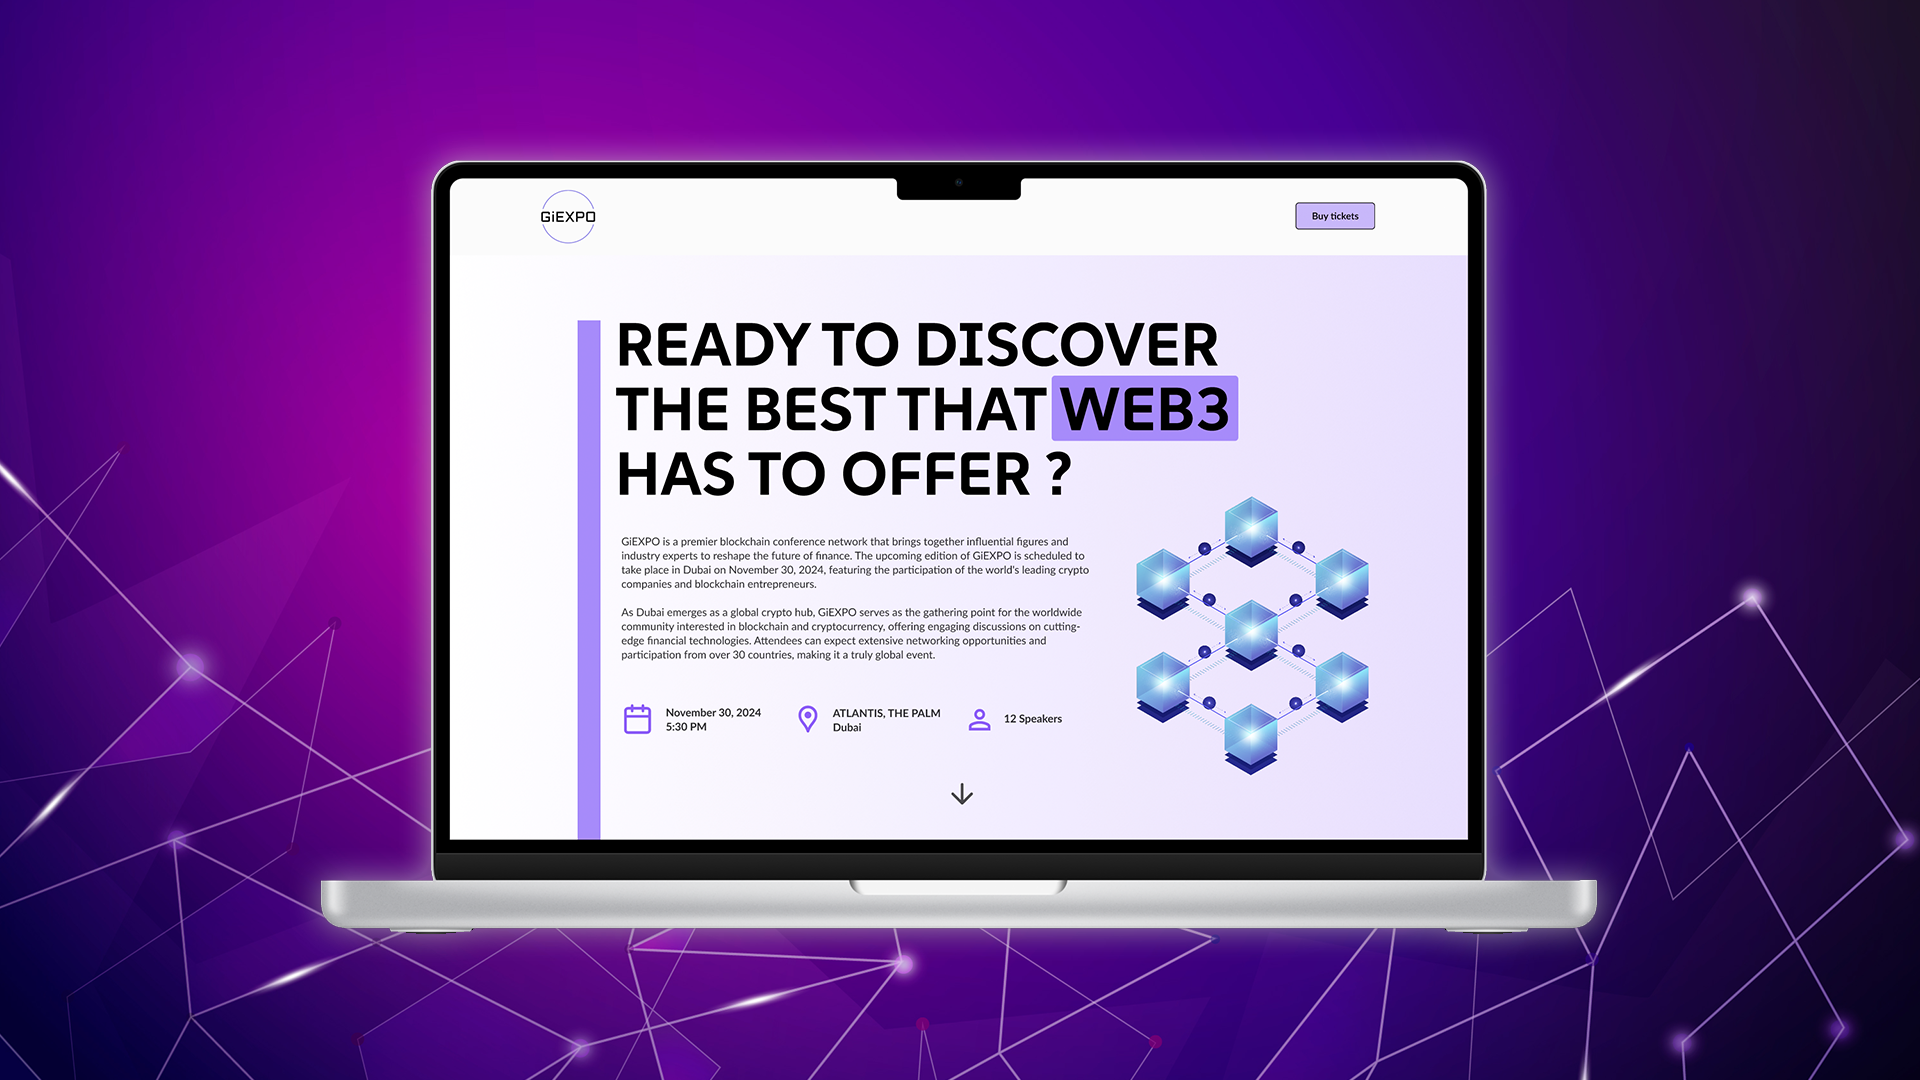 GiEXPO
Buy tickets
READY TO DISCOVER
THE BEST THAT WEB3
HAS TO OFFER ?
GiEXPO is a premier blockchain conference network that brings together influential figures and
industry experts to reshape the future of finance. The upcoming edition of GiEXPO is scheduled to
take place in Dubai on November 30, 2024, featuring the participation of the world's leading crypto
companies and blockchain entrepreneurs.
As Dubai emerges as a global crypto hub, GiEXPO serves as the gathering point for the worldwide
community interested in blockchain and cryptocurrency, offering engaging discussions on cutting-
edge financial technologies. Attendees can expect extensive networking opportunities and
participation from over 30 countries, making it a truly global event.
November 30, 2024
5:30 PM
ATLANTIS, THE PALM
Dubai
12 Speakers